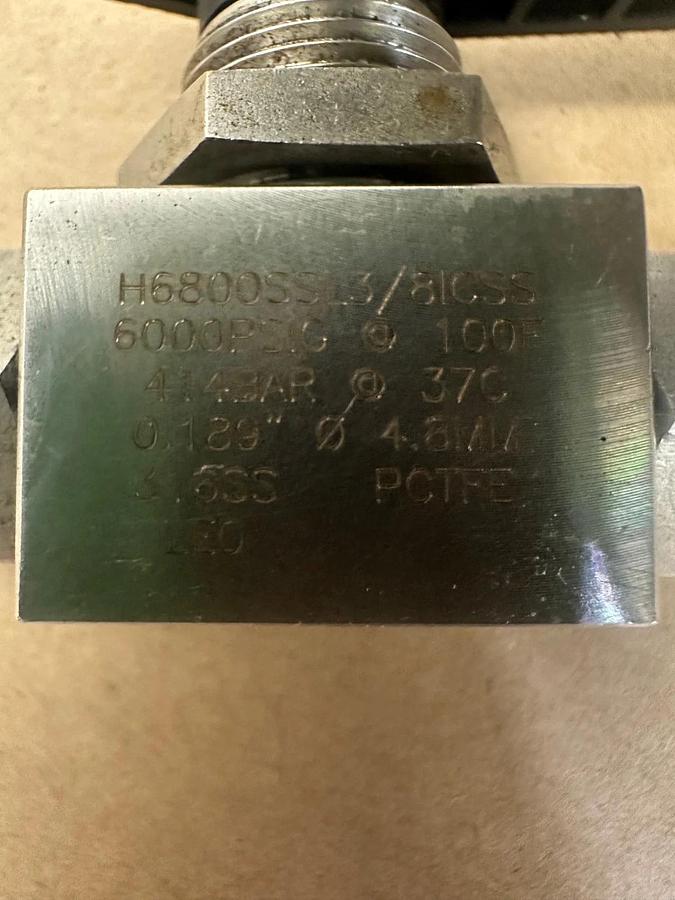 H6800SSL3/8ICSS
6000PSIG @ 100F
414BAR @ 37C
0.189" Ø 4.8MM
316SS PCTFE